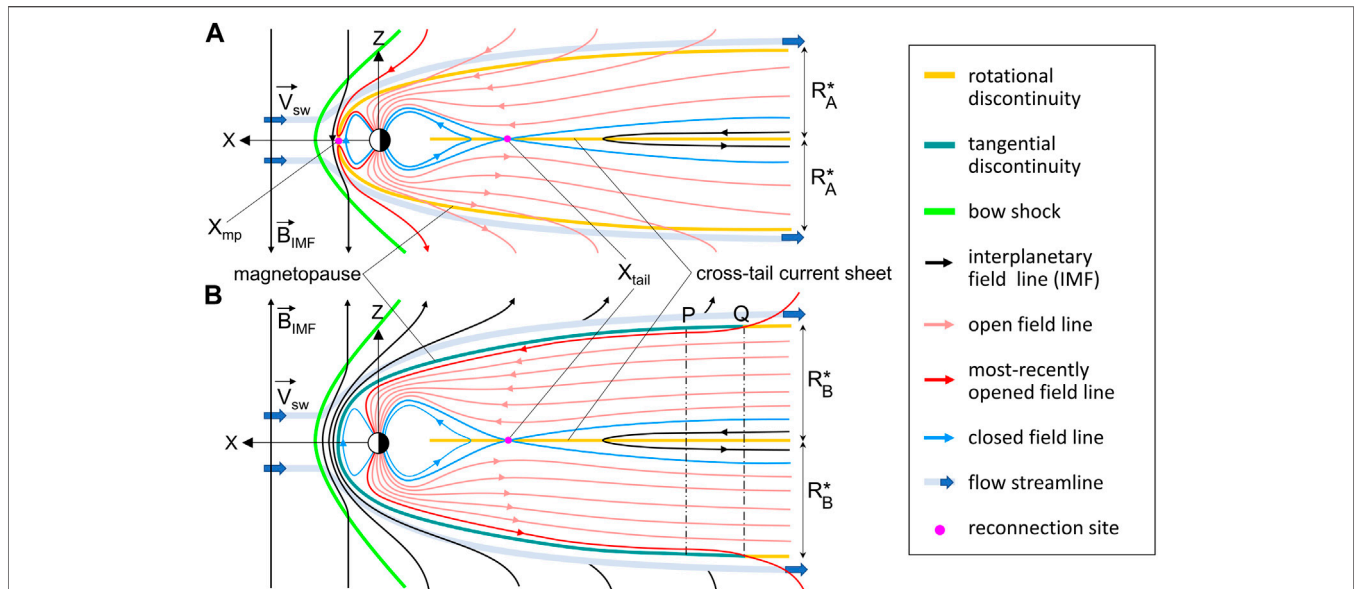 A
Z
V_sw
X
R*_A
R*_A
X_mp
B_IMF
magnetopause
X_tail
cross-tail current sheet
B
B_IMF
Z
P
Q
V_sw
X
R*_B
R*_B
rotational
discontinuity
tangential
discontinuity
bow shock
interplanetary
field line (IMF)
open field line
most-recently
opened field line
closed field line
flow streamline
reconnection site